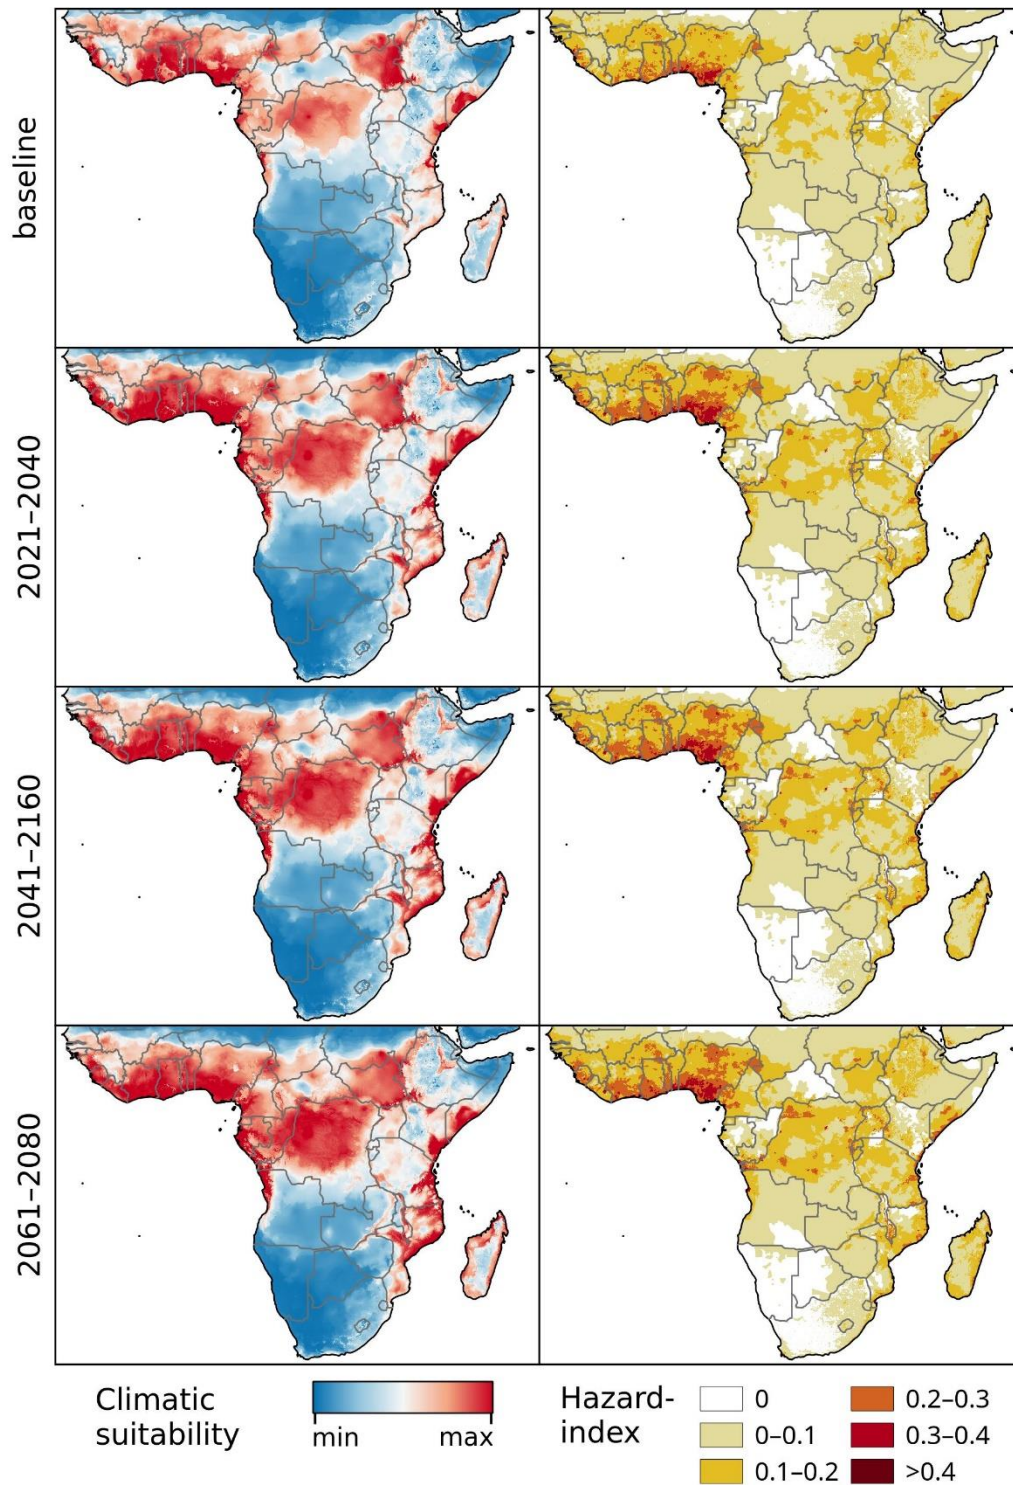 baseline
2021–2040
2041–2160
2061–2080
Climatic
suitability
min
max
Hazard-
index
0
0–0.1
0.1–0.2
0.2–0.3
0.3–0.4
>0.4